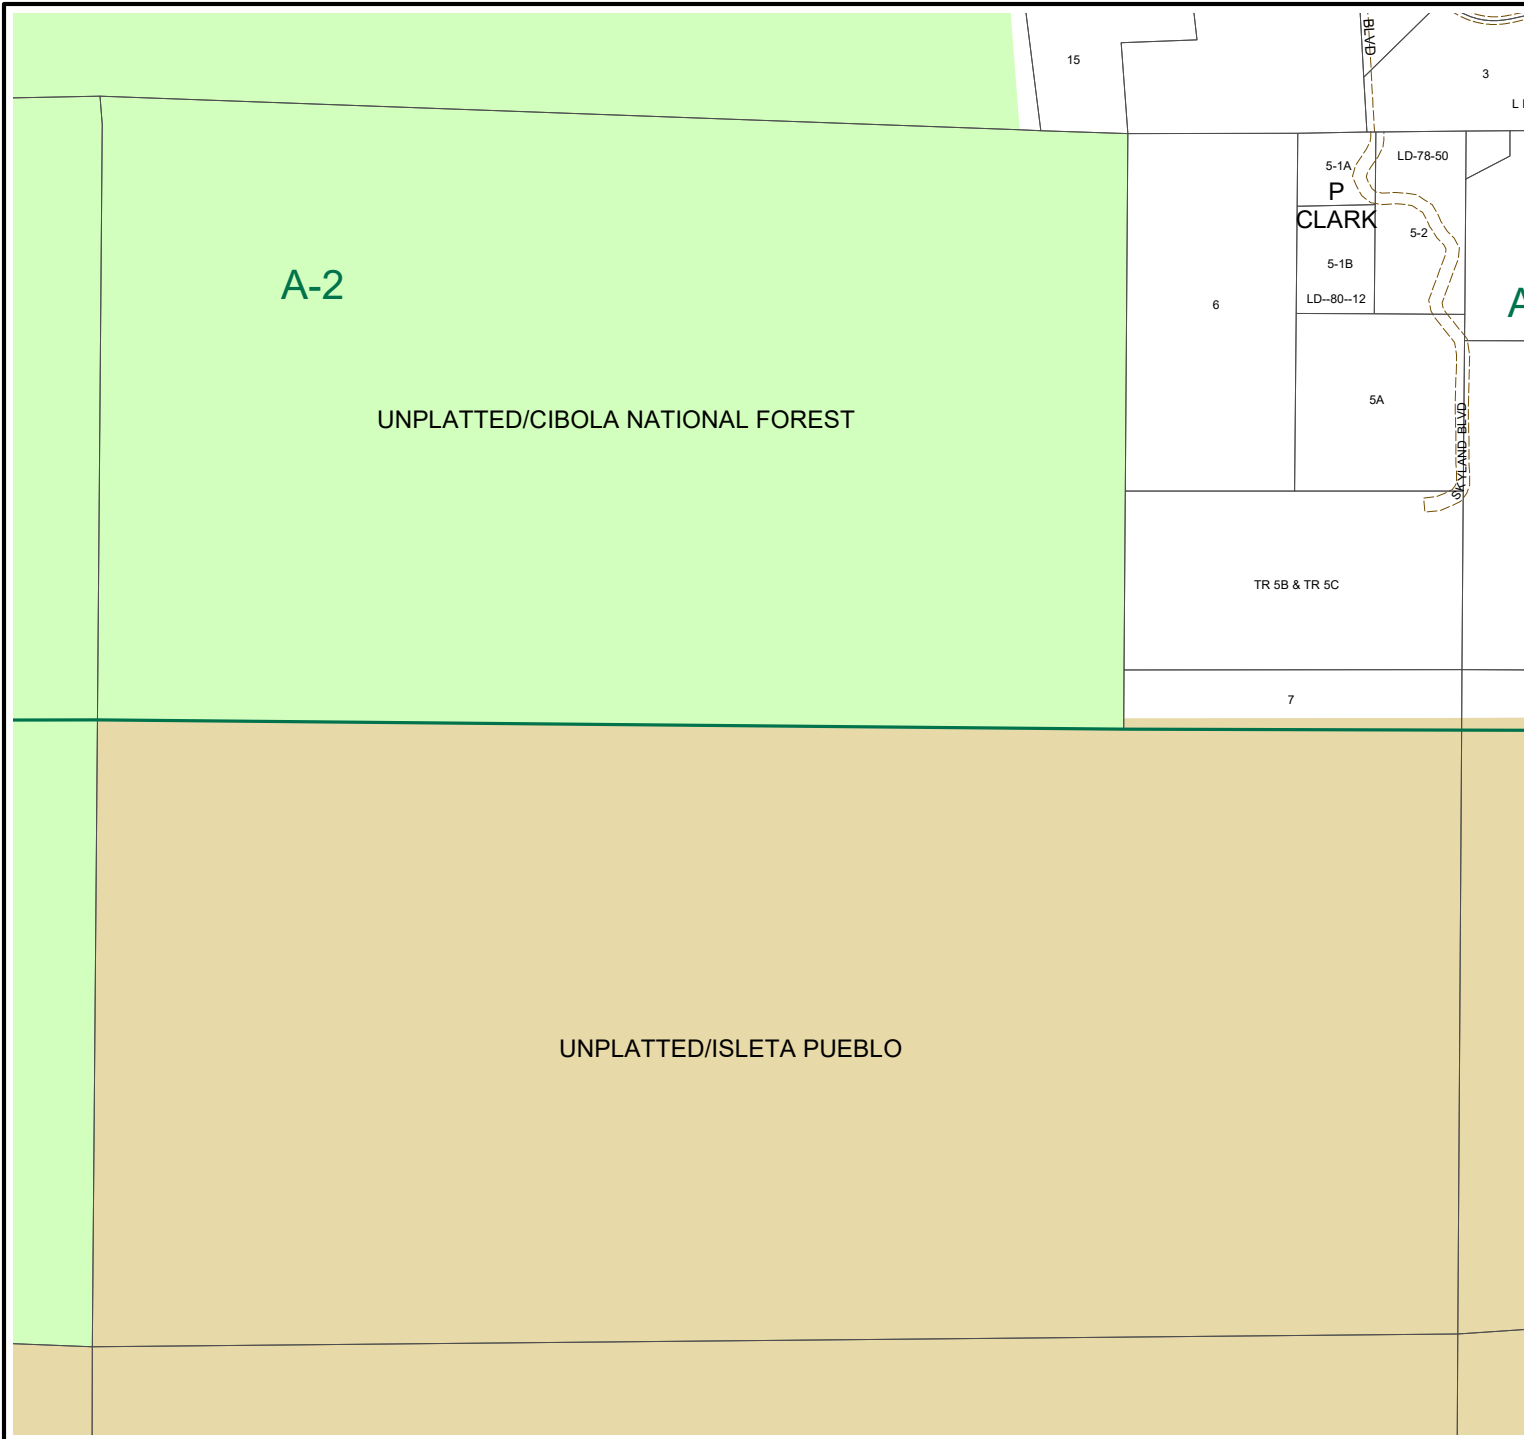 BLVD
15
3
L
5-1A
LD-78-50
P
CLARK
5-2
5-1B
LD--80--12
A-2
A
6
5A
UNPLATTED/CIBOLA NATIONAL FOREST
SKYLAND BLVD
TR 5B & TR 5C
7
UNPLATTED/ISLETA PUEBLO